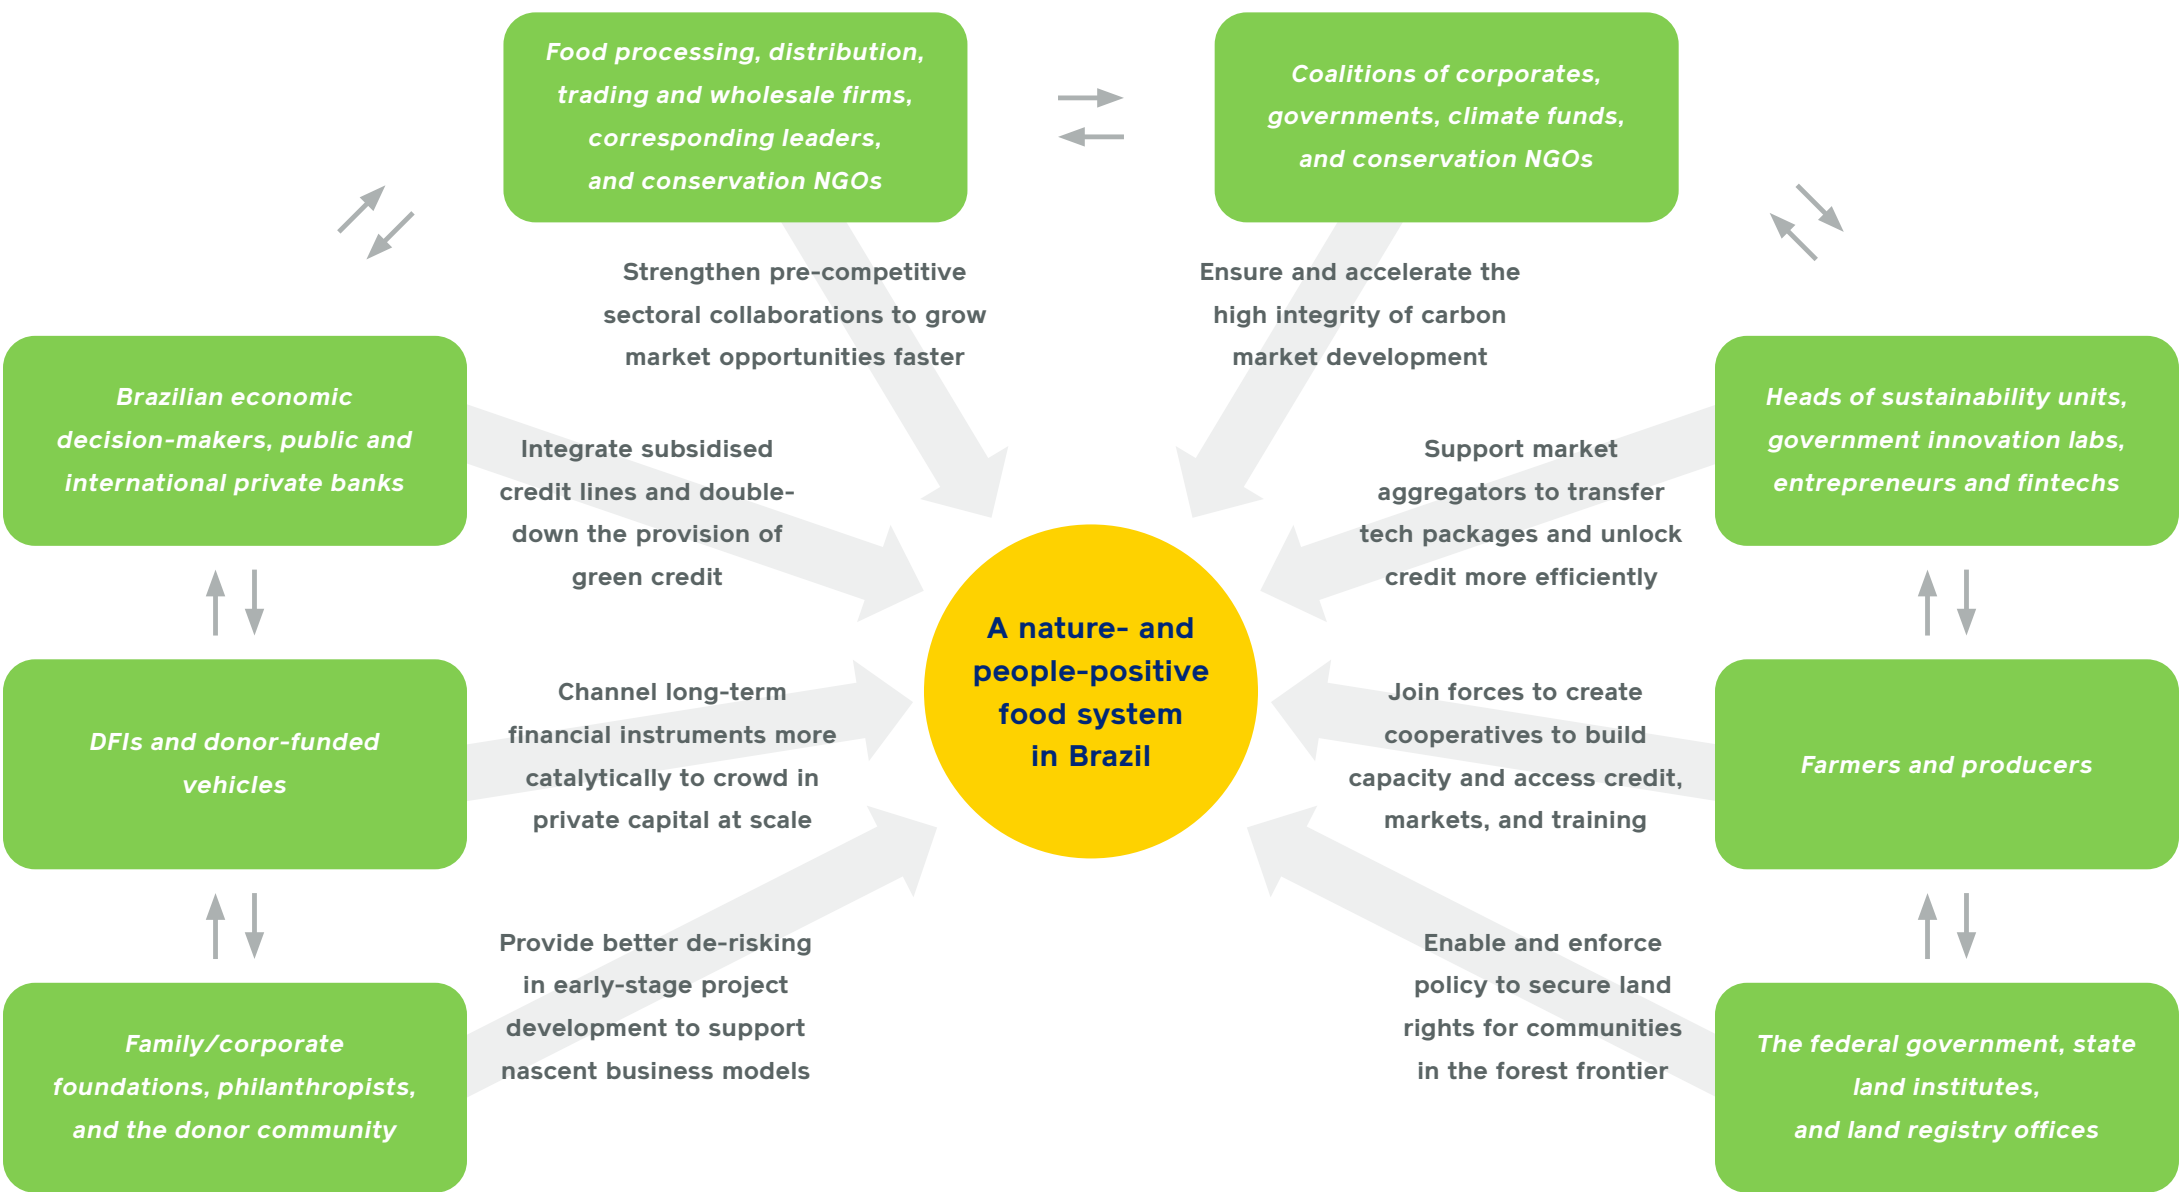 Food processing, distribution,
trading and wholesale firms,
corresponding leaders,
and conservation NGOs
Coalitions of corporates,
governments, climate funds,
and conservation NGOs
Strengthen pre-competitive
sectoral collaborations to grow
market opportunities faster
Ensure and accelerate the
high integrity of carbon
market development
Brazilian economic
decision-makers, public and
international private banks
Integrate subsidised
credit lines and double-
down the provision of
green credit
Support market
aggregators to transfer
tech packages and unlock
credit more efficiently
Heads of sustainability units,
government innovation labs,
entrepreneurs and fintechs
A nature- and
people-positive
food system
in Brazil
DFIs and donor-funded
vehicles
Channel long-term
financial instruments more
catalytically to crowd in
private capital at scale
Join forces to create
cooperatives to build
capacity and access credit,
markets, and training
Farmers and producers
Family/corporate
foundations, philanthropists,
and the donor community
Provide better de-risking
in early-stage project
development to support
nascent business models
Enable and enforce
policy to secure land
rights for communities
in the forest frontier
The federal government, state
land institutes,
and land registry offices